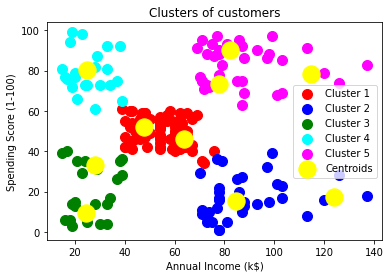 Clusters of customers
Spending Score (1-100)
100
80
60
40
20
0
Cluster 1
Cluster 2
Cluster 3
Cluster 4
Cluster 5
Centroids
20
40
60
80
100
120
140
Annual Income (k$)